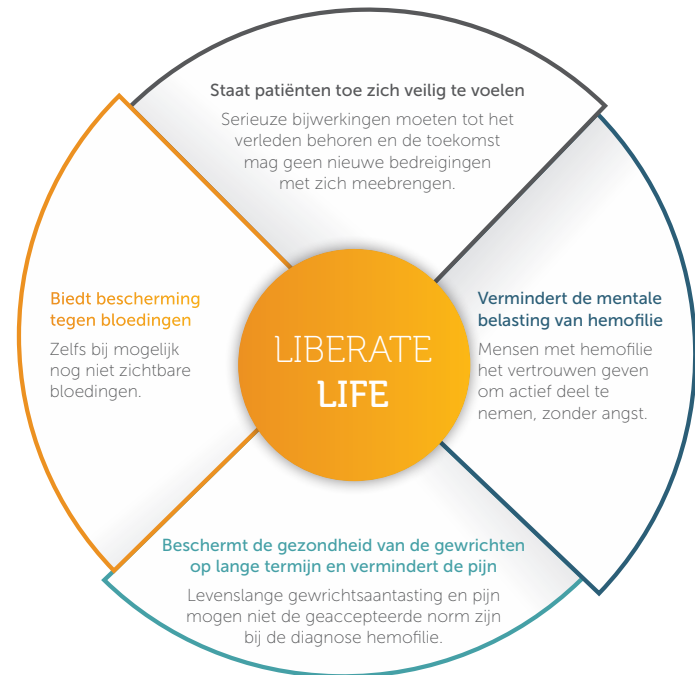 Staat patiënten toe zich veilig te voelen
Serieuze bijwerkingen moeten tot het
verleden behoren en de toekomst
mag geen nieuwe bedreigingen
met zich meebrengen.
Biedt bescherming
tegen bloedingen
Zelfs bij mogelijk
nog niet zichtbare
bloedingen.
LIBERATE
LIFE
Vermindert de mentale
belasting van hemofilie
Mensen met hemofilie
het vertrouwen geven
om actief deel te
nemen, zonder angst.
Beschermt de gezondheid van de gewrichten
op lange termijn en vermindert de pijn
Levenslange gewrichtsaantasting en pijn
mogen niet de geaccepteerde norm zijn
bij de diagnose hemofilie.